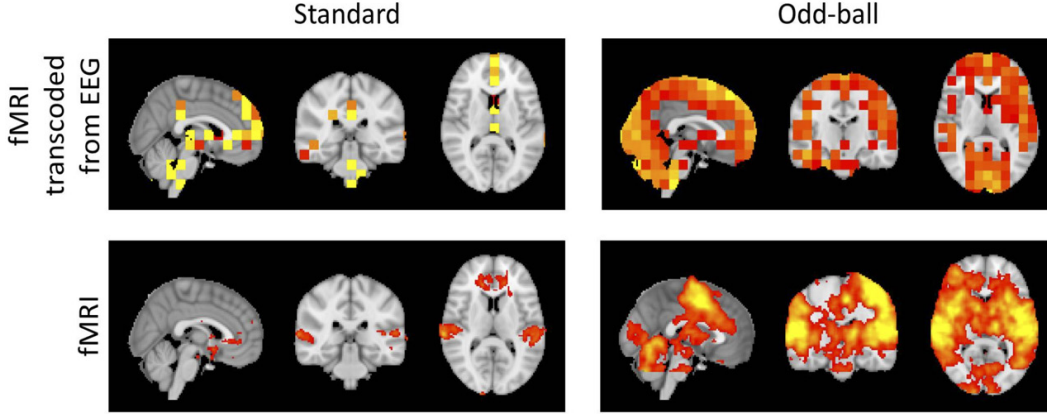 Standard
Odd-ball
fMRI
transcoded
from EEG
fMRI